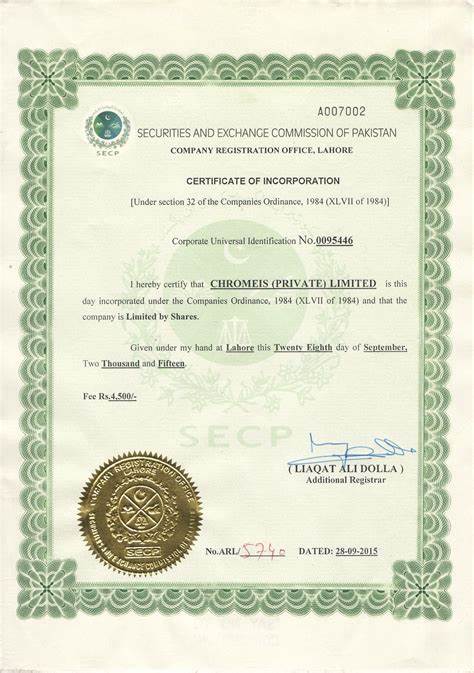 A007002
SECP
SECURITIES AND EXCHANGE COMMISSION OF PAKISTAN
COMPANY REGISTRATION OFFICE, LAHORE
CERTIFICATE OF INCORPORATION
[Under section 32 of the Companies Ordinance, 1984 (XLVII of 1984)]
Corporate Universal Identification No.0095446
I hereby certify that CHROMEIS (PRIVATE) LIMITED is this
day incorporated under the Companies Ordinance, 1984 (XLVII of 1984) and that the
company is Limited by Shares.
Given under my hand at Lahore this Twenty Eighth day of September,
Two Thousand and Fifteen.
Fee Rs.4,500/-
SECP
( LIAQAT ALI DOLLA )
Additional Registrar
COMPANY REGISTRATION OFFICE
LAHORE
SECP
SECURITIES & EXCHANGE COMMISSION OF
No.ARL/5740 DATED: 28-09-2015